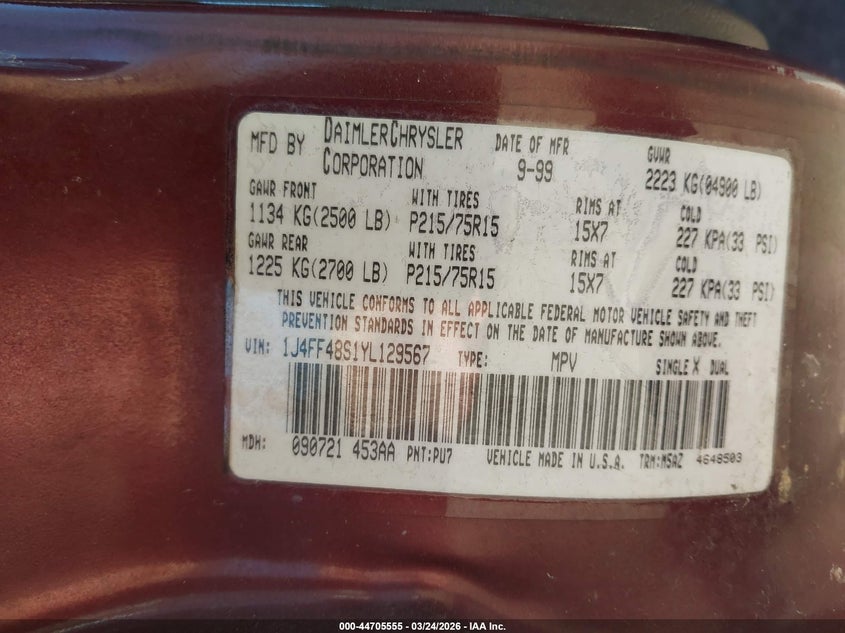 MFD BY DAIMLERCHRYSLER CORPORATION DATE OF MFR 9-99 GVWR 2223 KG(04900 LB)
GAWR FRONT WITH TIRES RIMS AT COLD
1134 KG(2500 LB) P215/75R15 15X7 227 KPA(33 PSI)
GAWR REAR WITH TIRES RIMS AT COLD
1225 KG(2700 LB) P215/75R15 15X7 227 KPA(33 PSI)
THIS VEHICLE CONFORMS TO ALL APPLICABLE FEDERAL MOTOR VEHICLE SAFETY AND THEFT
PREVENTION STANDARDS IN EFFECT ON THE DATE OF MANUFACTURE SHOWN ABOVE.
VIN: 1J4FF48S1YL129567 TYPE: MPV SINGLE X DUAL
MDH: 090721 453AA PNT:PU7 VEHICLE MADE IN U.S.A. TRM:M5AZ 4648503
000-44705555 - 03/24/2026 - IAA Inc.